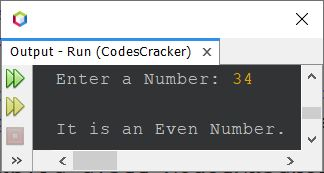 Output - Run (CodesCracker)
Enter a Number: 34
It is an Even Number.